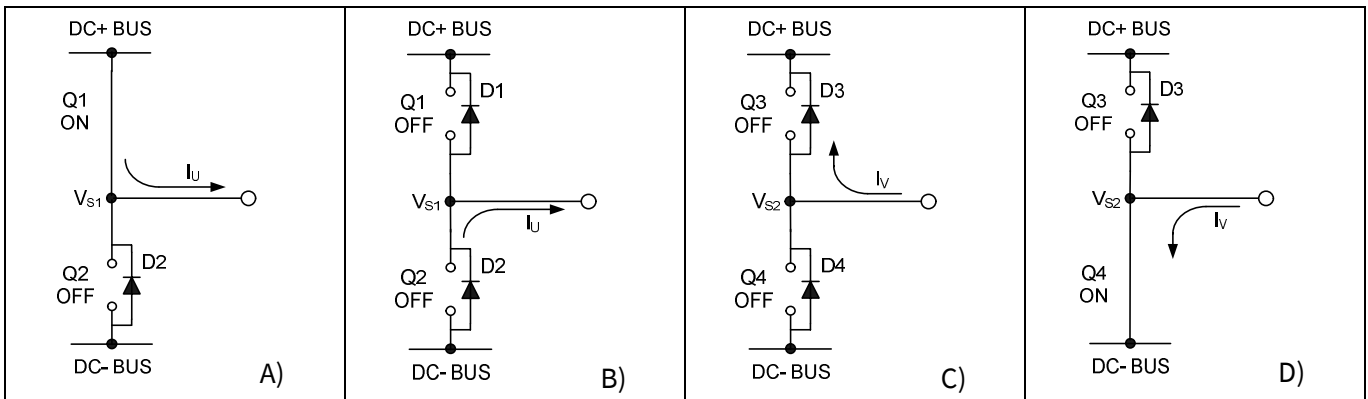 DC+ BUS
Q1
ON
I_U
V_S1
Q2
OFF
D2
DC- BUS
A)
DC+ BUS
Q1
OFF
D1
V_S1
I_U
Q2
OFF
D2
DC- BUS
B)
DC+ BUS
Q3
OFF
D3
I_V
V_S2
Q4
OFF
D4
DC- BUS
C)
DC+ BUS
Q3
OFF
D3
V_S2
I_V
Q4
ON
DC- BUS
D)